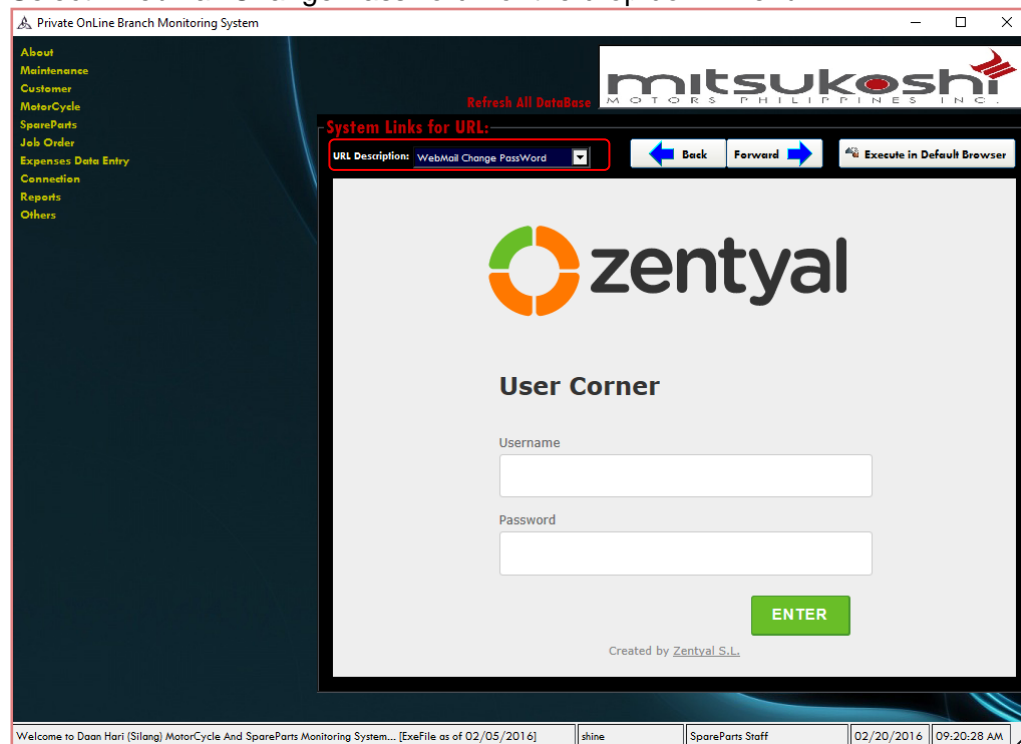 Private OnLine Branch Monitoring System
About
Maintenance
Customer
MotorCycle
SpareParts
Job Order
Expenses Data Entry
Connection
Reports
Others
mitsukoshi
MOTORS PHILIPPINES INC.
Refresh All DataBase
System Links for URL:
URL Description: WebMail Change PassWord
Back Forward Execute in Default Browser
zentyal
User Corner
Username
Password
ENTER
Created by Zentyal S.L.
Welcome to Daan Hari (Silang) MotorCycle And SpareParts Monitoring System... [ExeFile as of 02/05/2016] shine SpareParts Staff 02/20/2016 09:20:28 AM